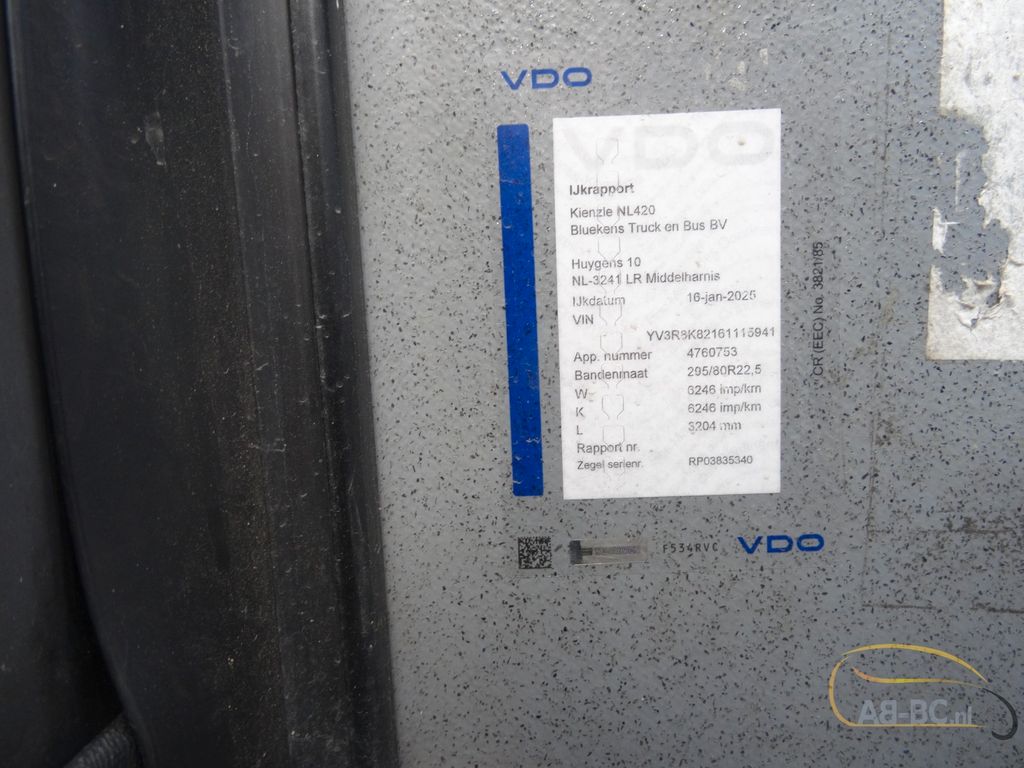 VDO
VDO
IJkrapport
Kienzle NL420
Bluekens Truck en Bus BV
Huygens 10
NL-3241 LR Middelharnis
IJkdatum 16-jan-2025
VIN
YV3R8K82161115941
App. nummer 4760753
Bandenmaat 295/80R22,5
W 6246 imp/km
K 6246 imp/km
L 3204 mm
Rapport nr.
Zegel serienr. RP03835340
CR (EEC) No. 3821/85
F534RVC VDO
AB-BC.nl